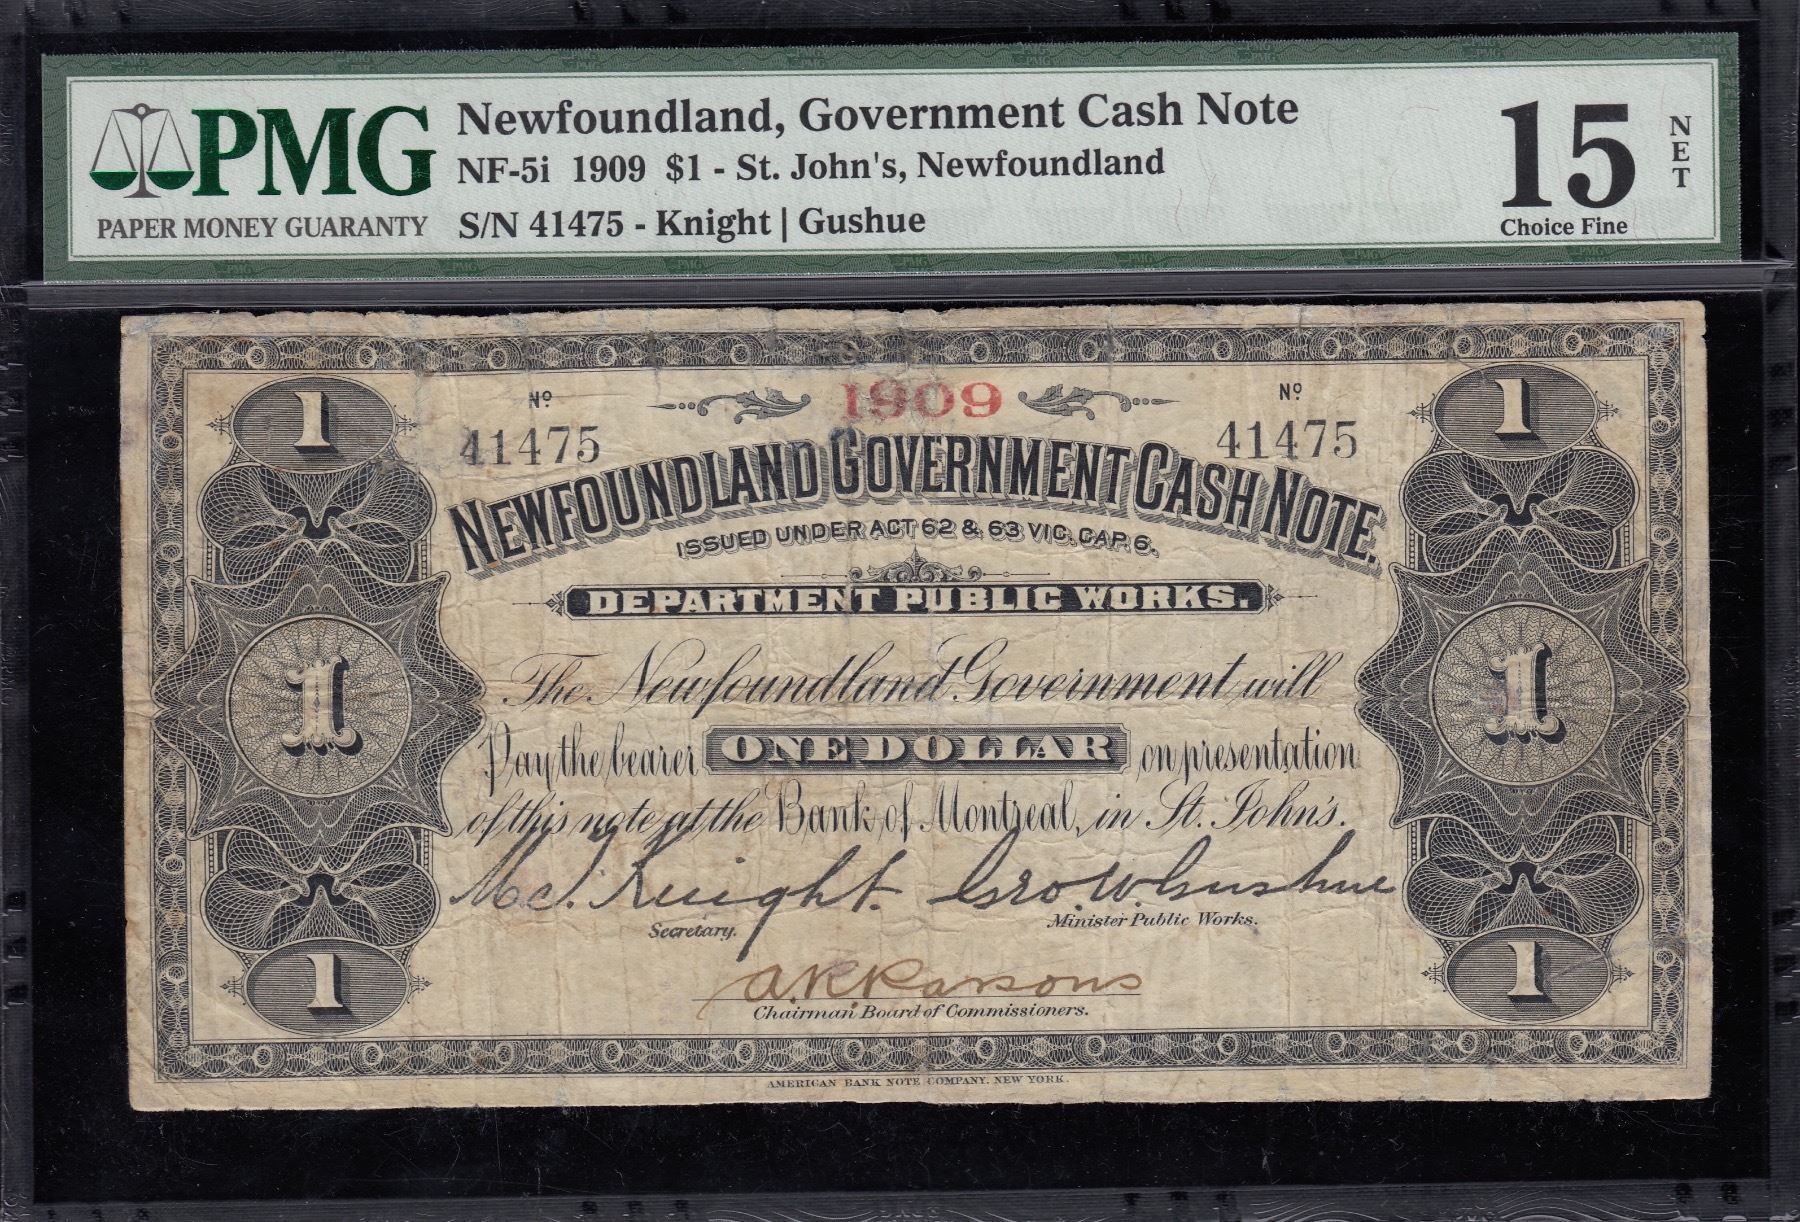 PMG
PAPER MONEY GUARANTY
Newfoundland, Government Cash Note
NF-5i 1909 $1 - St. John's, Newfoundland
S/N 41475 - Knight | Gushue
15
NET
Choice Fine
1 1
1909
Nº Nº
41475 41475
NEWFOUNDLAND GOVERNMENT CASH NOTE.
ISSUED UNDER ACT 62 & 63 VIC. CAP. 6.
DEPARTMENT PUBLIC WORKS.
The Newfoundland Government will
1 1
Pay the bearer ONE DOLLAR on presentation
of this note at the Bank of Montreal, in St. John's.
Knight. Geo. W. Gushue
Secretary. Minister Public Works.
Parsons
Chairman Board of Commissioners.
1 1
AMERICAN BANK NOTE COMPANY. NEW YORK.